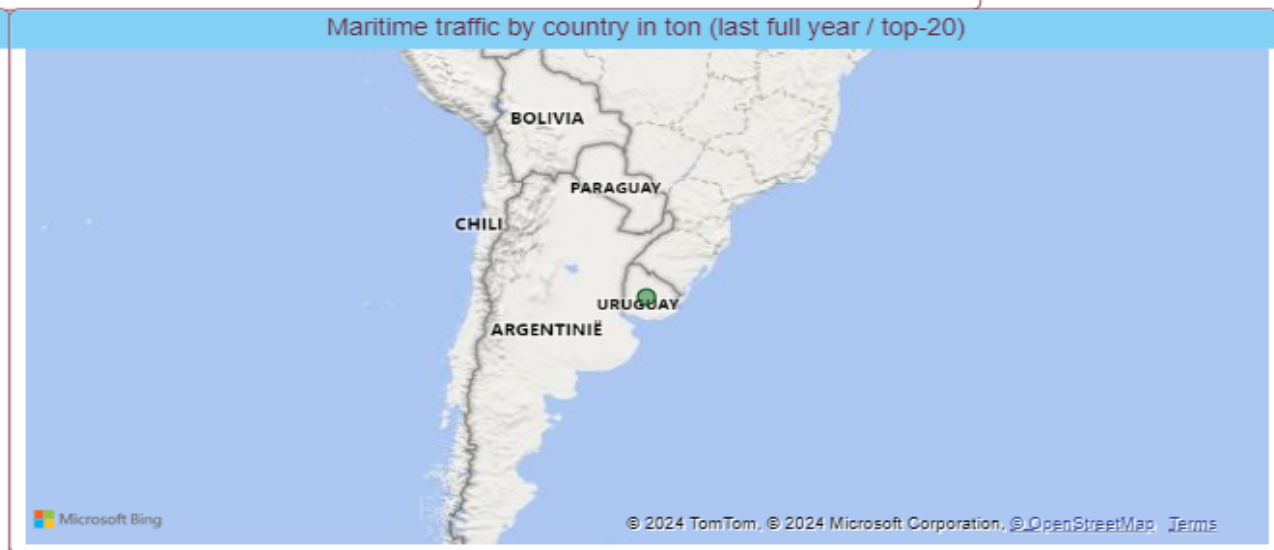 Maritime traffic by country in ton (last full year / top-20)
BOLIVIA
PARAGUAY
CHILI
URUGUAY
ARGENTINIË
Microsoft Bing
© 2024 TomTom, © 2024 Microsoft Corporation, © OpenStreetMap Terms